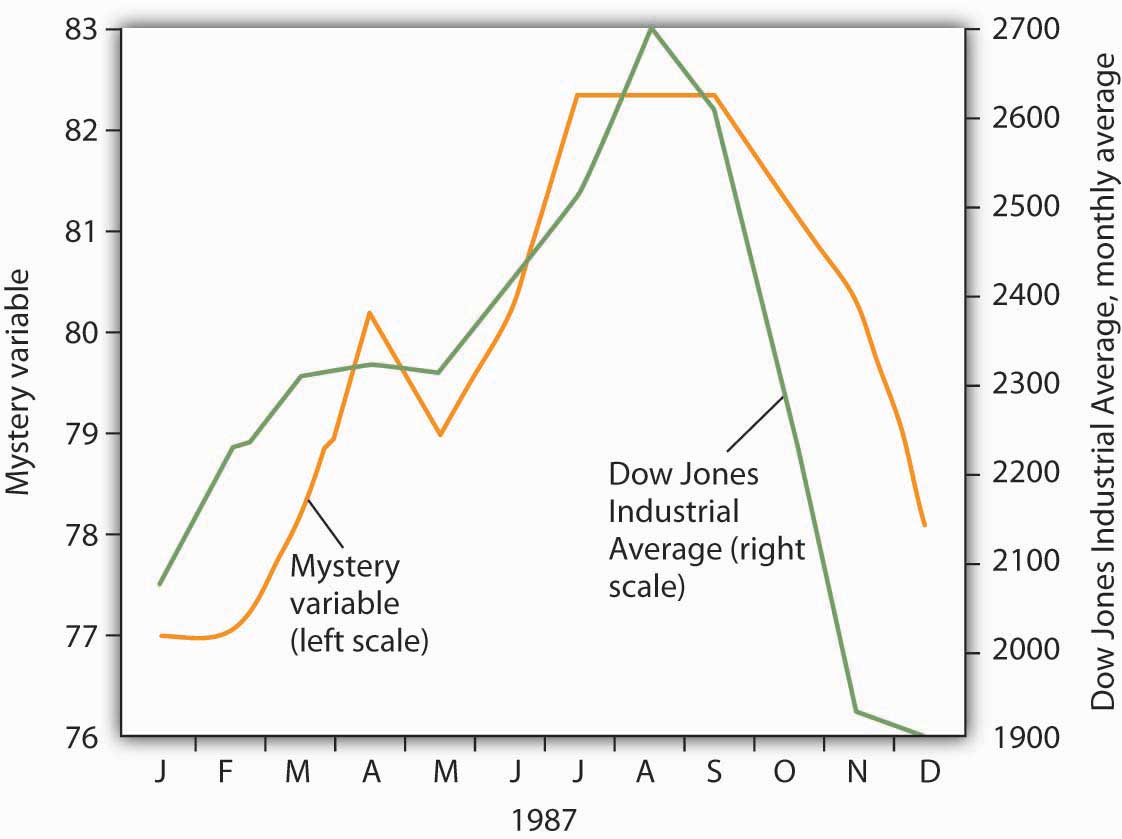 83
82
81
80
79
78
77
76
Mystery variable
2700
2600
2500
2400
2300
2200
2100
2000
1900
Dow Jones Industrial Average, monthly average
Mystery
variable
(left scale)
Dow Jones
Industrial
Average (right
scale)
J F M A M J J A S O N D
1987